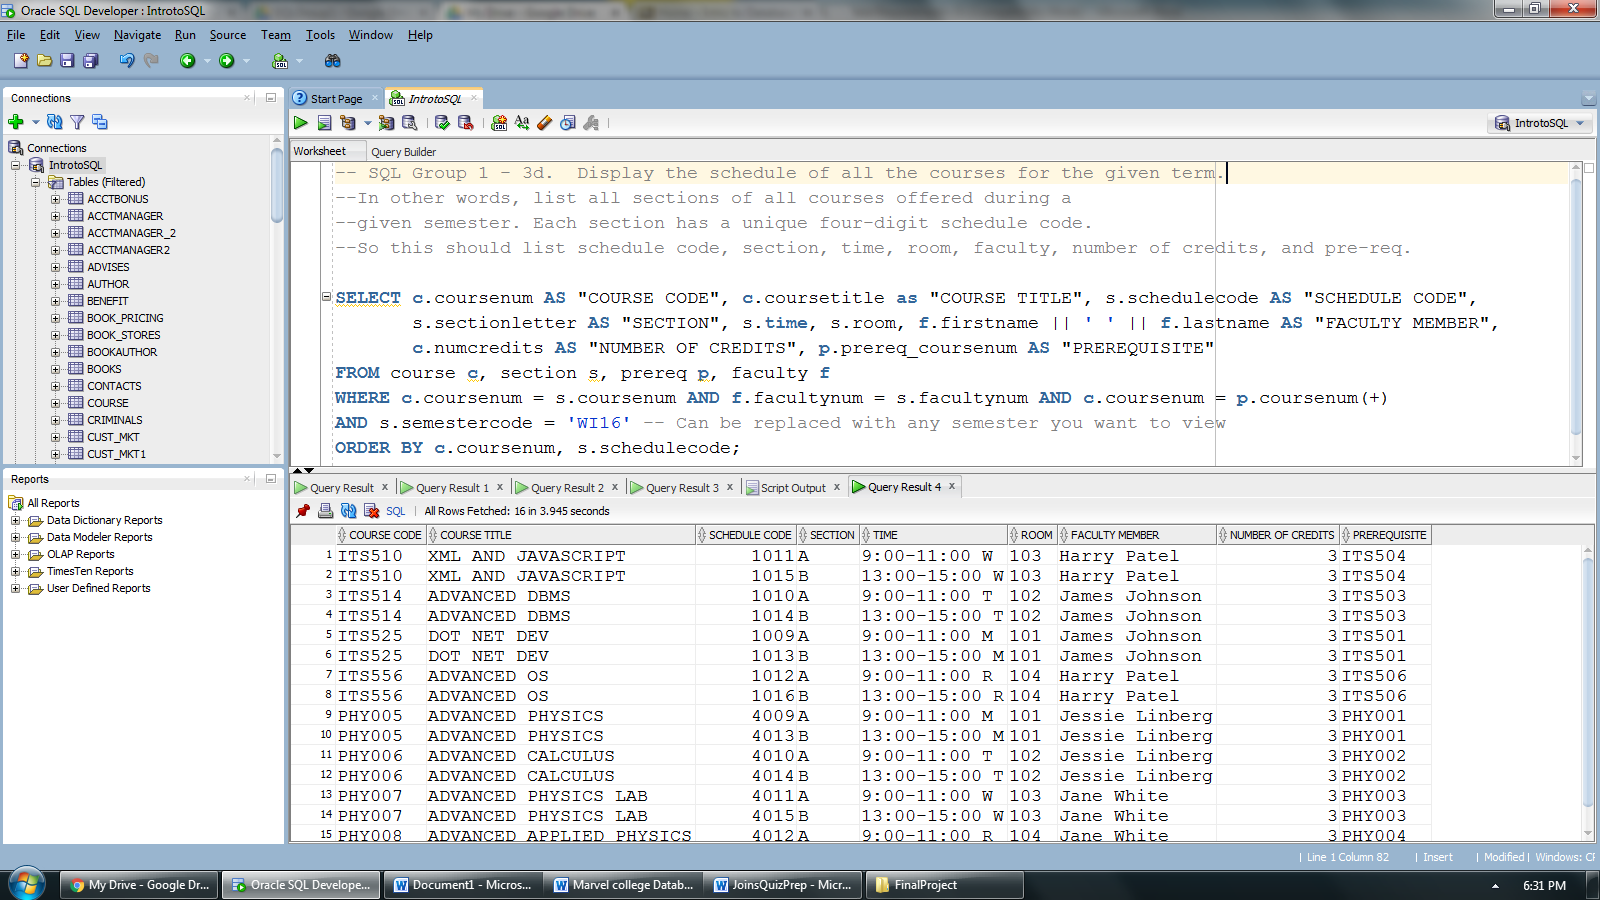 Oracle SQL Developer : IntrotoSQL
File Edit View Navigate Run Source Team Tools Window Help
Connections
Connections
IntrotoSQL
Tables (Filtered)
ACCTBONUS
ACCTMANAGER
ACCTMANAGER_2
ACCTMANAGER2
ADVISES
AUTHOR
BENEFIT
BOOK_PRICING
BOOK_STORES
BOOKAUTHOR
BOOKS
CONTACTS
COURSE
CRIMINALS
CUST_MKT
CUST_MKT1
Reports
All Reports
Data Dictionary Reports
Data Modeler Reports
OLAP Reports
TimesTen Reports
User Defined Reports
Start Page IntrotoSQL
IntrotoSQL
Worksheet Query Builder
-- SQL Group 1 - 3d.  Display the schedule of all the courses for the given term.
--In other words, list all sections of all courses offered during a
--given semester. Each section has a unique four-digit schedule code.
--So this should list schedule code, section, time, room, faculty, number of credits, and pre-req.
SELECT c.coursenum AS "COURSE CODE", c.coursetitle as "COURSE TITLE", s.schedulecode AS "SCHEDULE CODE",
s.sectionletter AS "SECTION", s.time, s.room, f.firstname || ' ' || f.lastname AS "FACULTY MEMBER",
c.numcredits AS "NUMBER OF CREDITS", p.prereq_coursenum AS "PREREQUISITE"
FROM course c, section s, prereq p, faculty f
WHERE c.coursenum = s.coursenum AND f.facultynum = s.facultynum AND c.coursenum = p.coursenum(+)
AND s.semestercode = 'WI16' -- Can be replaced with any semester you want to view
ORDER BY c.coursenum, s.schedulecode;
Query Result x Query Result 1 x Query Result 2 x Query Result 3 x Script Output x Query Result 4 x
SQL | All Rows Fetched: 16 in 3.945 seconds
COURSE CODE COURSE TITLE SCHEDULE CODE SECTION TIME ROOM FACULTY MEMBER NUMBER OF CREDITS PREREQUISITE
1 ITS510 XML AND JAVASCRIPT 1011 A 9:00-11:00 W 103 Harry Patel 3 ITS504
2 ITS510 XML AND JAVASCRIPT 1015 B 13:00-15:00 W 103 Harry Patel 3 ITS504
3 ITS514 ADVANCED DBMS 1010 A 9:00-11:00 T 102 James Johnson 3 ITS503
4 ITS514 ADVANCED DBMS 1014 B 13:00-15:00 T 102 James Johnson 3 ITS503
5 ITS525 DOT NET DEV 1009 A 9:00-11:00 M 101 James Johnson 3 ITS501
6 ITS525 DOT NET DEV 1013 B 13:00-15:00 M 101 James Johnson 3 ITS501
7 ITS556 ADVANCED OS 1012 A 9:00-11:00 R 104 Harry Patel 3 ITS506
8 ITS556 ADVANCED OS 1016 B 13:00-15:00 R 104 Harry Patel 3 ITS506
9 PHY005 ADVANCED PHYSICS 4009 A 9:00-11:00 M 101 Jessie Linberg 3 PHY001
10 PHY005 ADVANCED PHYSICS 4013 B 13:00-15:00 M 101 Jessie Linberg 3 PHY001
11 PHY006 ADVANCED CALCULUS 4010 A 9:00-11:00 T 102 Jessie Linberg 3 PHY002
12 PHY006 ADVANCED CALCULUS 4014 B 13:00-15:00 T 102 Jessie Linberg 3 PHY002
13 PHY007 ADVANCED PHYSICS LAB 4011 A 9:00-11:00 W 103 Jane White 3 PHY003
14 PHY007 ADVANCED PHYSICS LAB 4015 B 13:00-15:00 W 103 Jane White 3 PHY003
15 PHY008 ADVANCED APPLIED PHYSICS 4012 A 9:00-11:00 R 104 Jane White 3 PHY004
| Line 1 Column 82 | Insert | Modified | Windows: CF
My Drive - Google Dr... Oracle SQL Develope... Document1 - Micros... Marvel college Datab... JoinsQuizPrep - Micr... FinalProject 6:31 PM